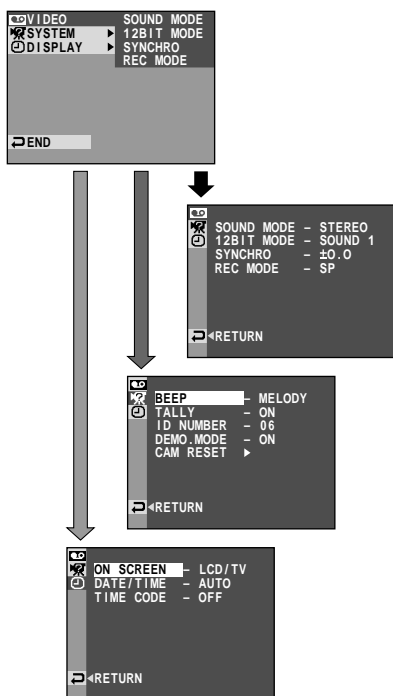 VIDEO SOUND MODE
SYSTEM ▶ 12BIT MODE
DISPLAY ▶ SYNCHRO
REC MODE
END
SOUND MODE – STEREO
12BIT MODE – SOUND 1
SYNCHRO – ±0.0
REC MODE – SP
RETURN
BEEP – MELODY
TALLY – ON
ID NUMBER – 06
DEMO.MODE – ON
CAM RESET ▶
RETURN
ON SCREEN – LCD/TV
DATE/TIME – AUTO
TIME CODE – OFF
RETURN